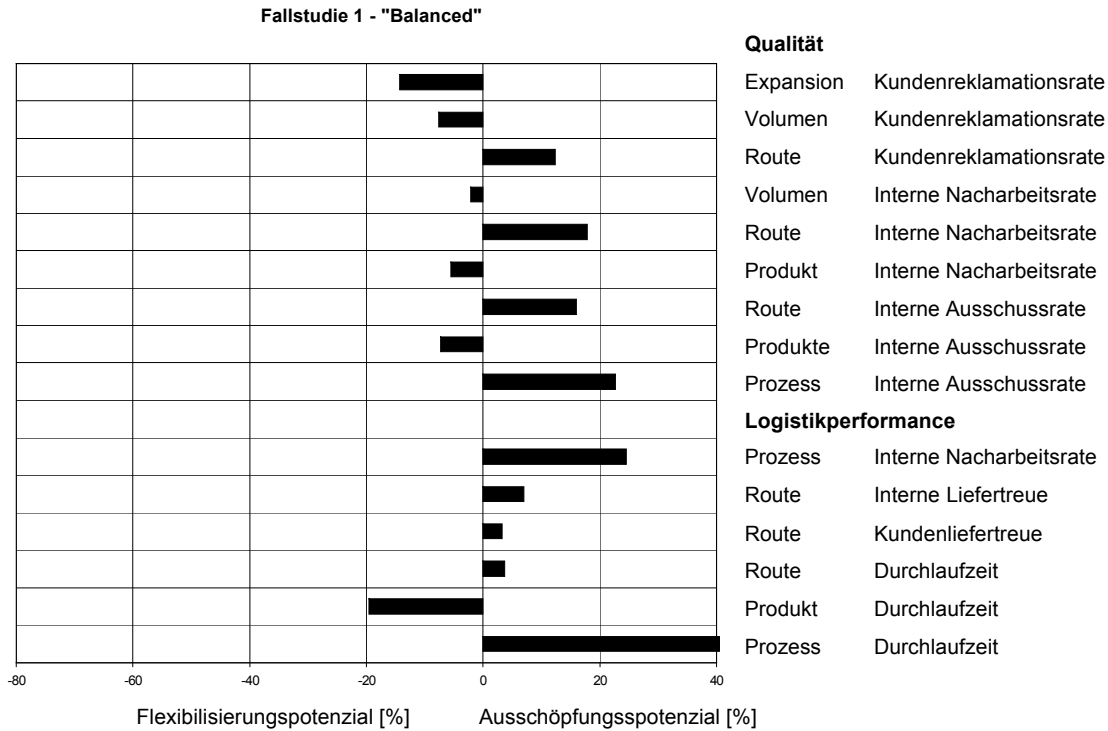 Fallstudie 1 - "Balanced"
Qualität
Expansion Kundenreklamationsrate
Volumen Kundenreklamationsrate
Route Kundenreklamationsrate
Volumen Interne Nacharbeitsrate
Route Interne Nacharbeitsrate
Produkt Interne Nacharbeitsrate
Route Interne Ausschussrate
Produkte Interne Ausschussrate
Prozess Interne Ausschussrate
Logistikperformance
Prozess Interne Nacharbeitsrate
Route Interne Liefertreue
Route Kundenliefertreue
Route Durchlaufzeit
Produkt Durchlaufzeit
Prozess Durchlaufzeit
-80 -60 -40 -20 0 20 40
Flexibilisierungspotenzial [%] Ausschöpfungsspotenzial [%]